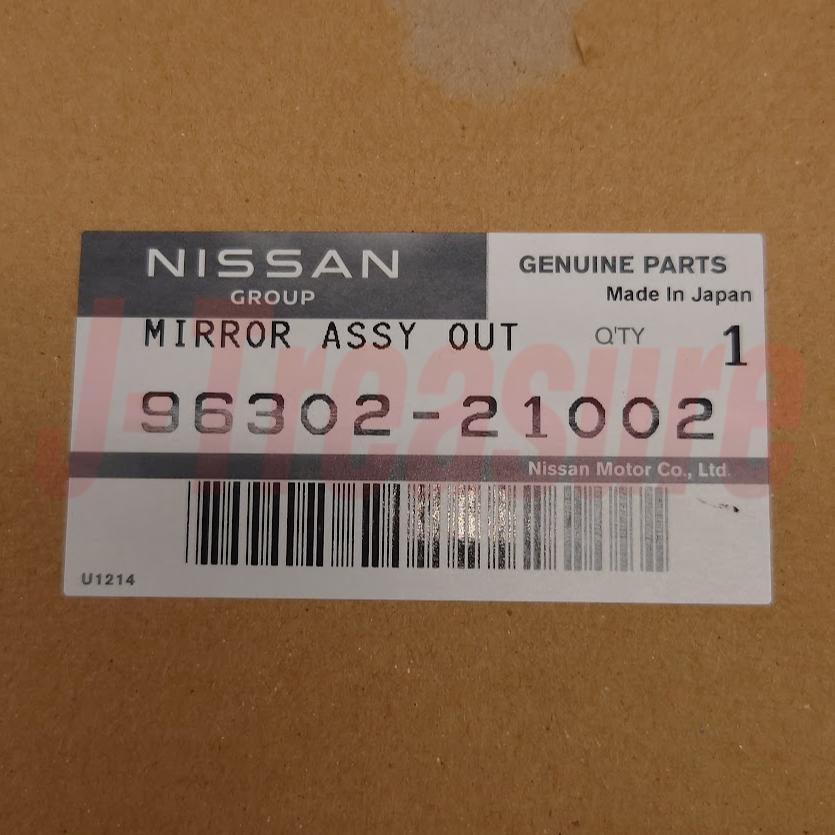 NISSAN
GROUP
GENUINE PARTS
Made In Japan
MIRROR ASSY OUT
Q'TY 1
96302-21002
Nissan Motor Co., Ltd.
U1214
J-Treasure